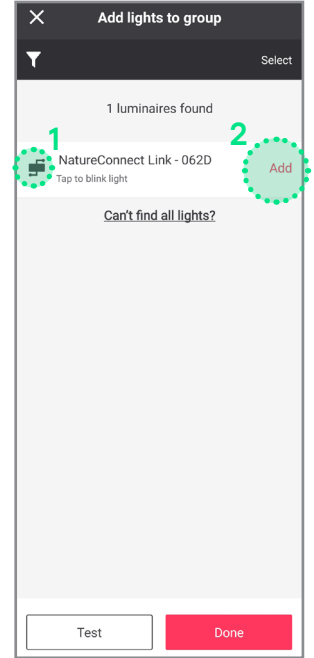 Add lights to group
Select
1 luminaires found
1
2
NatureConnect Link - 062D
Add
Tap to blink light
Can't find all lights?
Test
Done